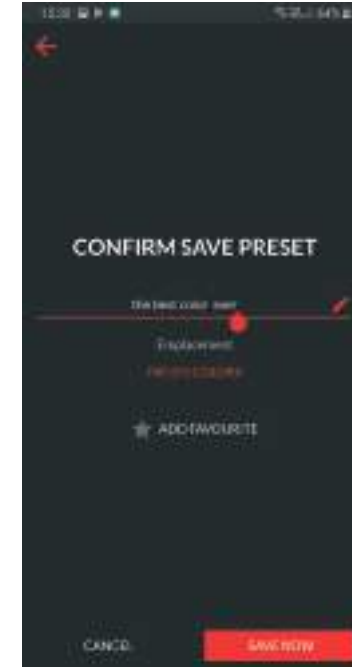 CONFIRM SAVE PRESET
the best color ever
Emplacement
ADD FAVOURITE
CANCEL
SAVE NOW